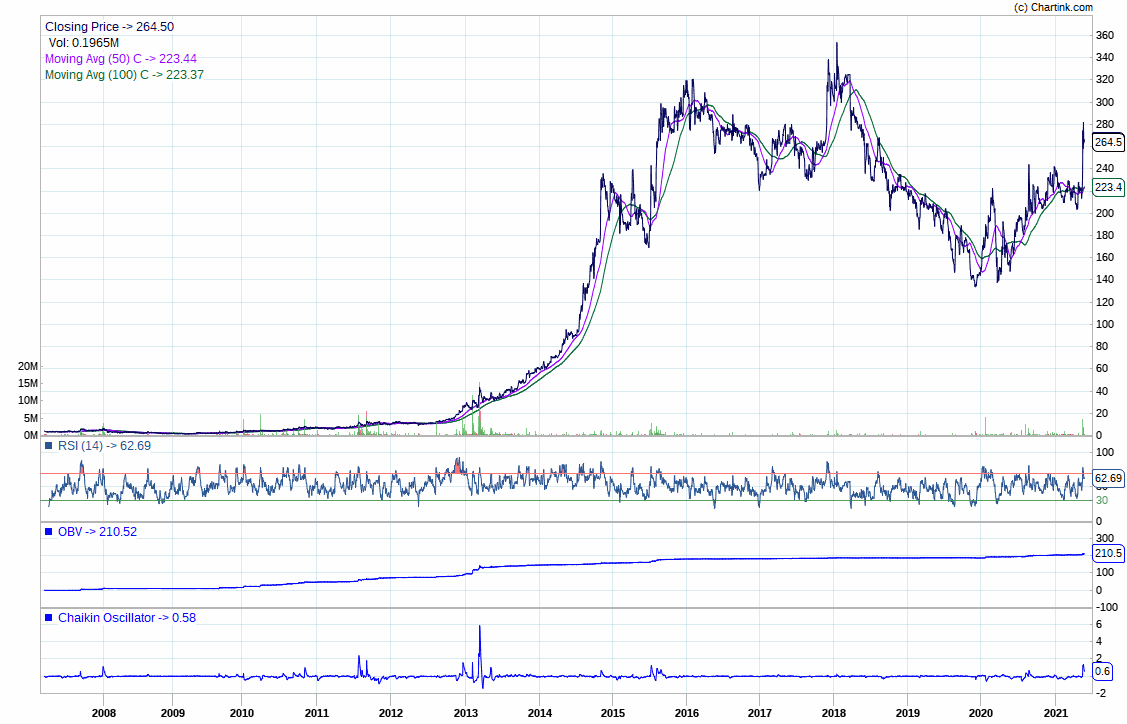 (c) Chartink.com
Closing Price -> 264.50
Vol: 0.1965M
Moving Avg (50) C -> 223.44
Moving Avg (100) C -> 223.37
360
340
320
300
280
264.5
240
223.4
200
180
160
140
120
100
80
60
40
20
0
20M
15M
10M
5M
0M
RSI (14) -> 62.69
100
62.69
30
0
OBV -> 210.52
300
210.5
100
0
-100
Chaikin Oscillator -> 0.58
6
4
2
0.6
-2
2008 2009 2010 2011 2012 2013 2014 2015 2016 2017 2018 2019 2020 2021